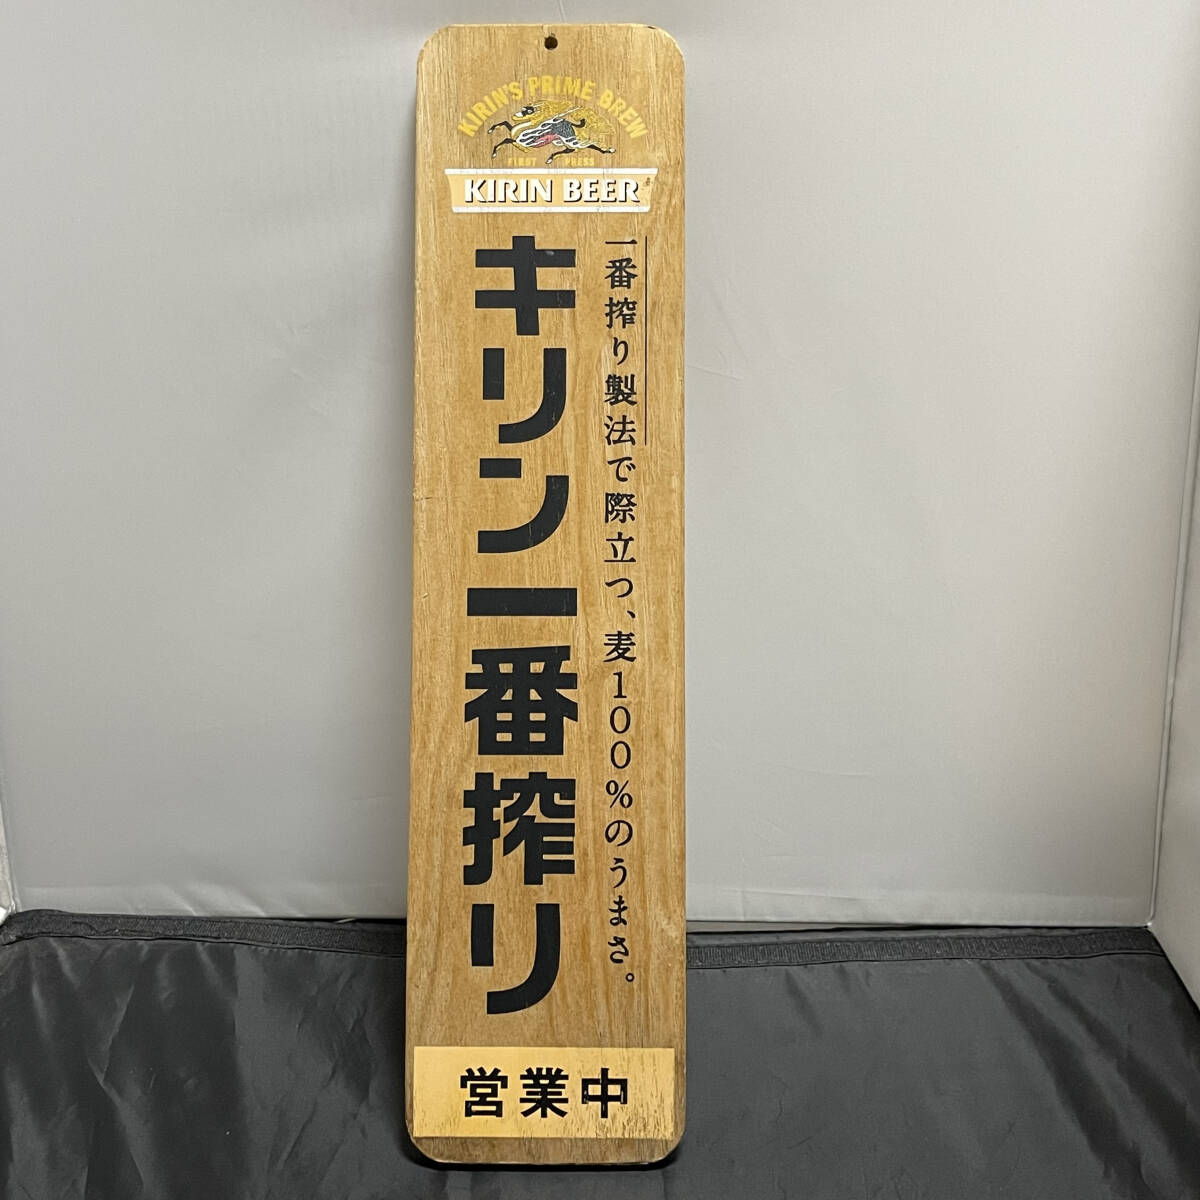 KIRIN'S PRIME BREW
FIRST PRESS
KIRIN BEER
一番搾り製法で際立つ、麦100%のうまさ。
キリン一番搾り
営業中